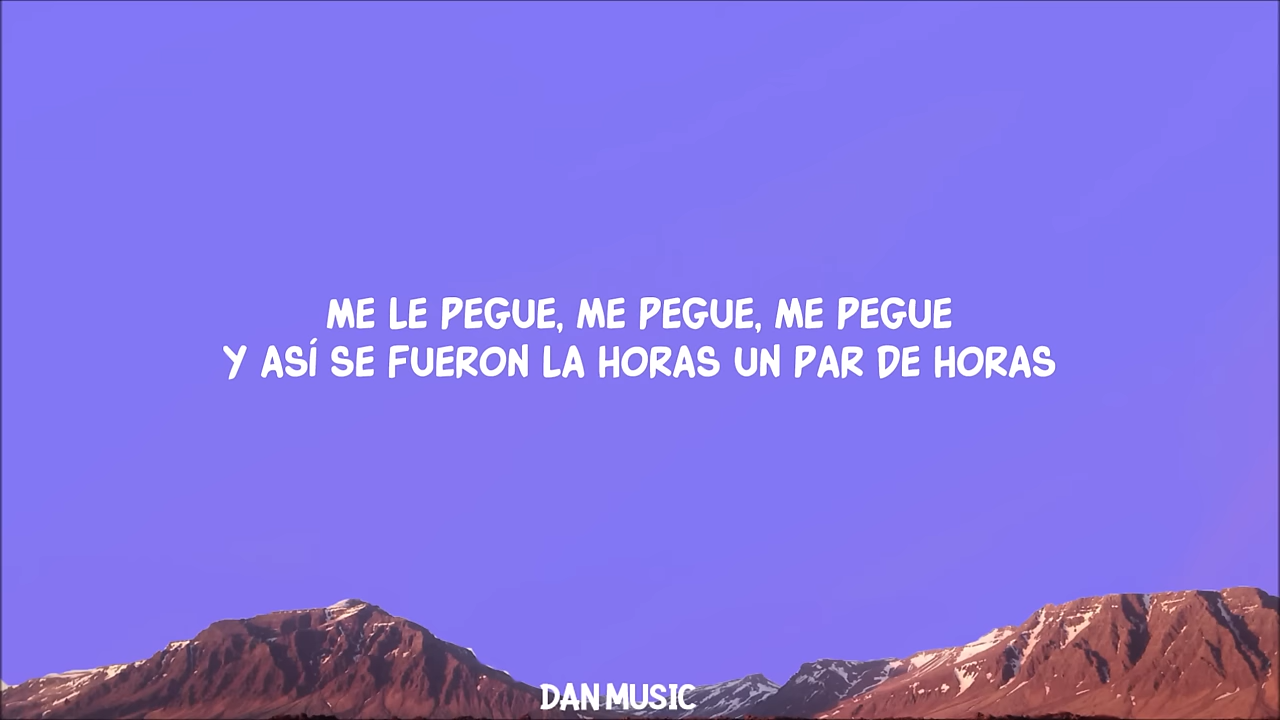 ME LE PEGUE, ME PEGUE, ME PEGUE
Y ASÍ SE FUERON LA HORAS UN PAR DE HORAS
DAN MUSIC